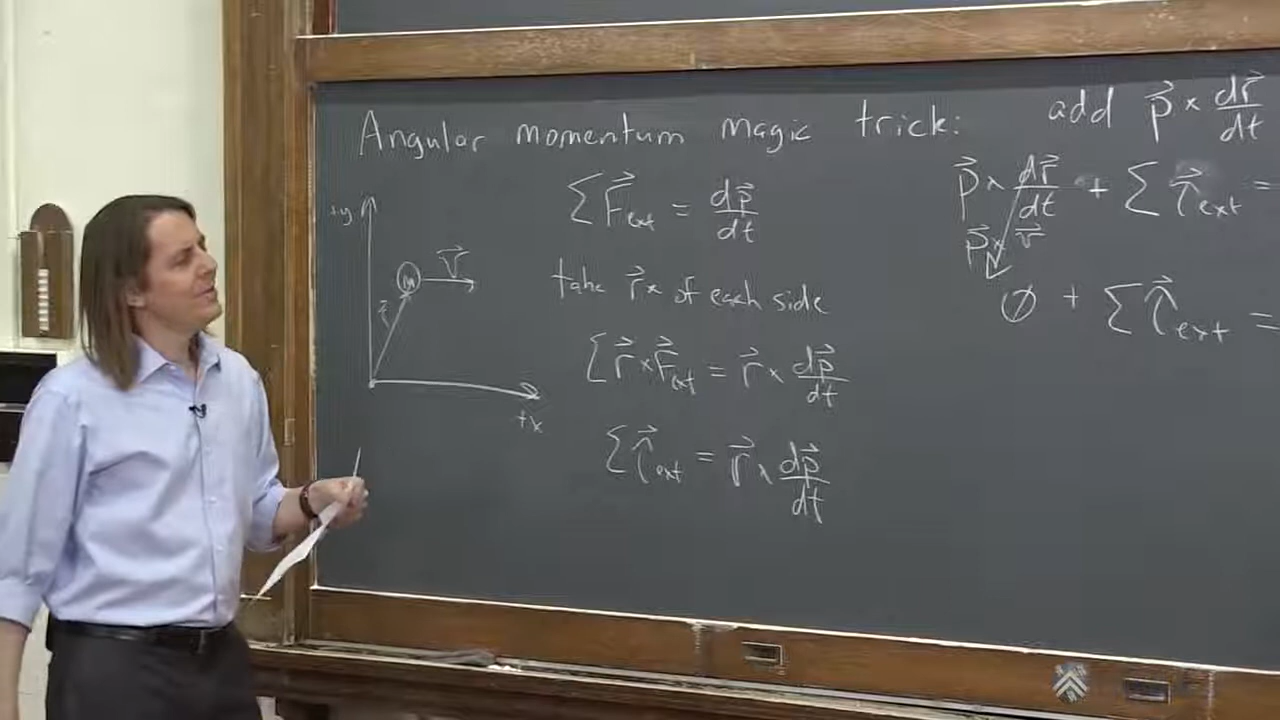 Angular momentum magic trick:
+y
m
v⃗
r⃗
+x
ΣF⃗ext = dp⃗/dt
take r⃗× of each side
Σr⃗×F⃗ext = r⃗ × dp⃗/dt
Στ⃗ext = r⃗ × dp⃗/dt
add p⃗ × dr⃗/dt
p⃗ × dr⃗/dt + Στ⃗ext =
p⃗ × v⃗
0 + Στ⃗ext =